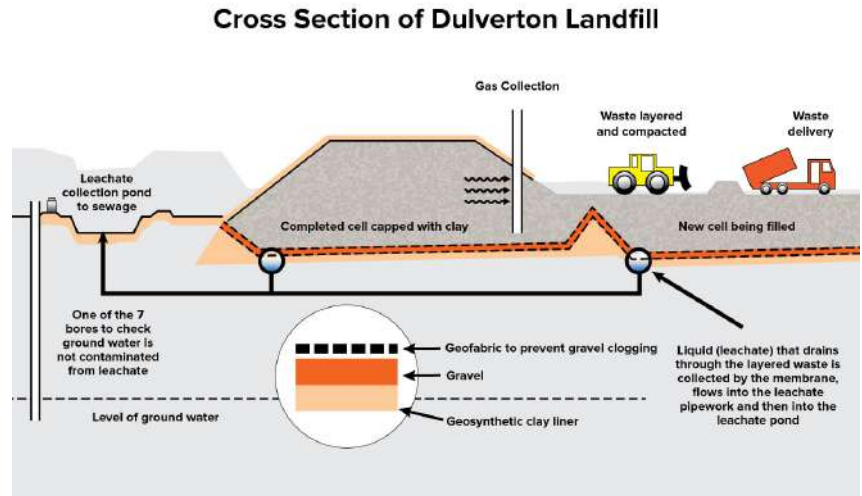 Cross Section of Dulverton Landfill
Gas Collection
Waste layered
and compacted
Waste
delivery
Leachate
collection pond
to sewage
Completed cell capped with clay
New cell being filled
One of the 7
bores to check
ground water is
not contaminated
from leachate
Geofabric to prevent gravel clogging
Gravel
Geosynthetic clay liner
Liquid (leachate) that drains
through the layered waste is
collected by the membrane,
flows into the leachate
pipework and then into the
leachate pond
Level of ground water